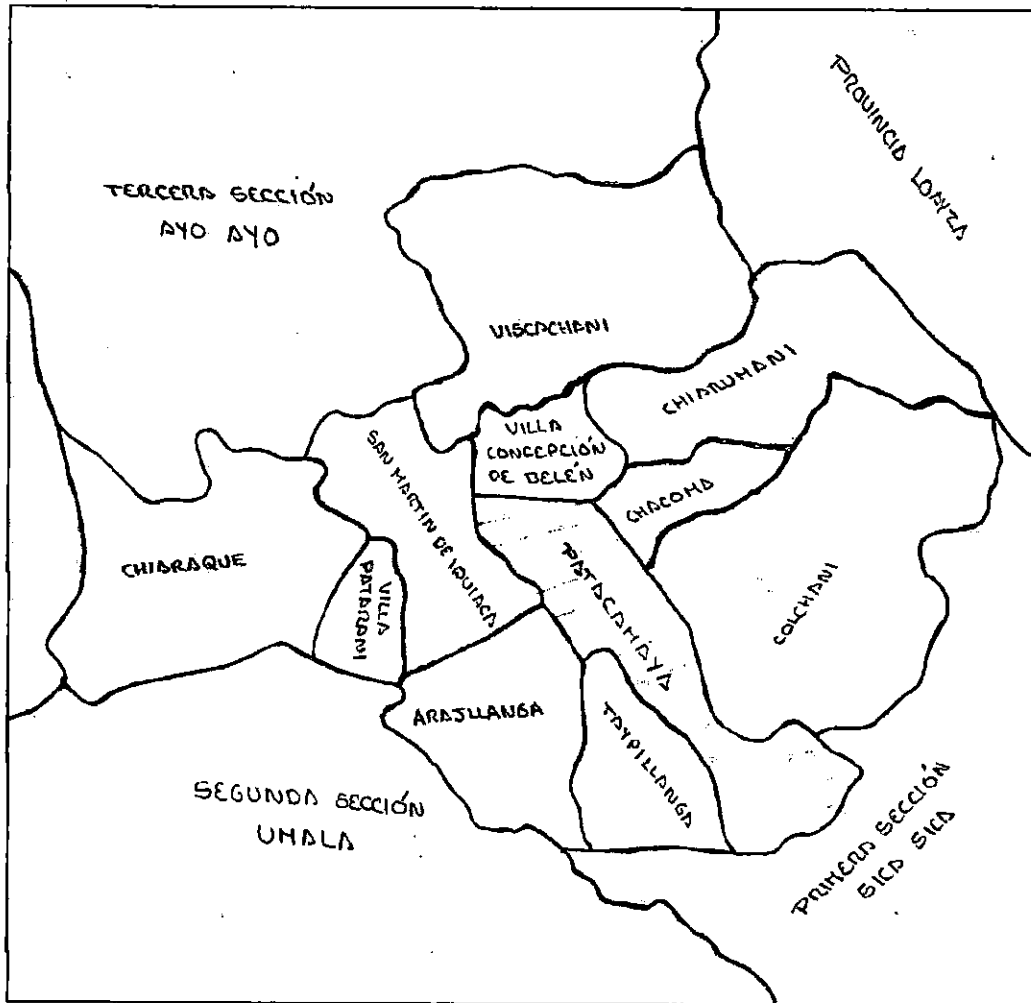 PROVINCIA LOAYZA
TERCERA SECCIÓN
AYO AYO
VISCACHANI
CHIARUMANI
VILLA
CONCEPCIÓN
DE BELÉN
SAN MARTIN DE IQUIACA
CHACOMA
CHIARAQUE
VILLA
PATARANI
PATACAMAYA
COLCHANI
ARAJLLANGA
TAYPILLANGA
SEGUNDA SECCIÓN
UMALA
PRIMERA SECCIÓN
SICA SICA